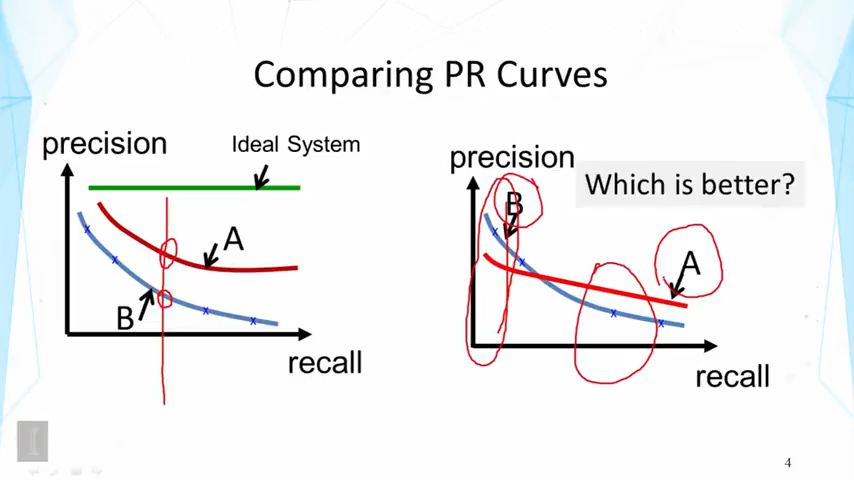 Comparing PR Curves
precision
Ideal System
A
B
recall
precision
Which is better?
B
A
recall
4